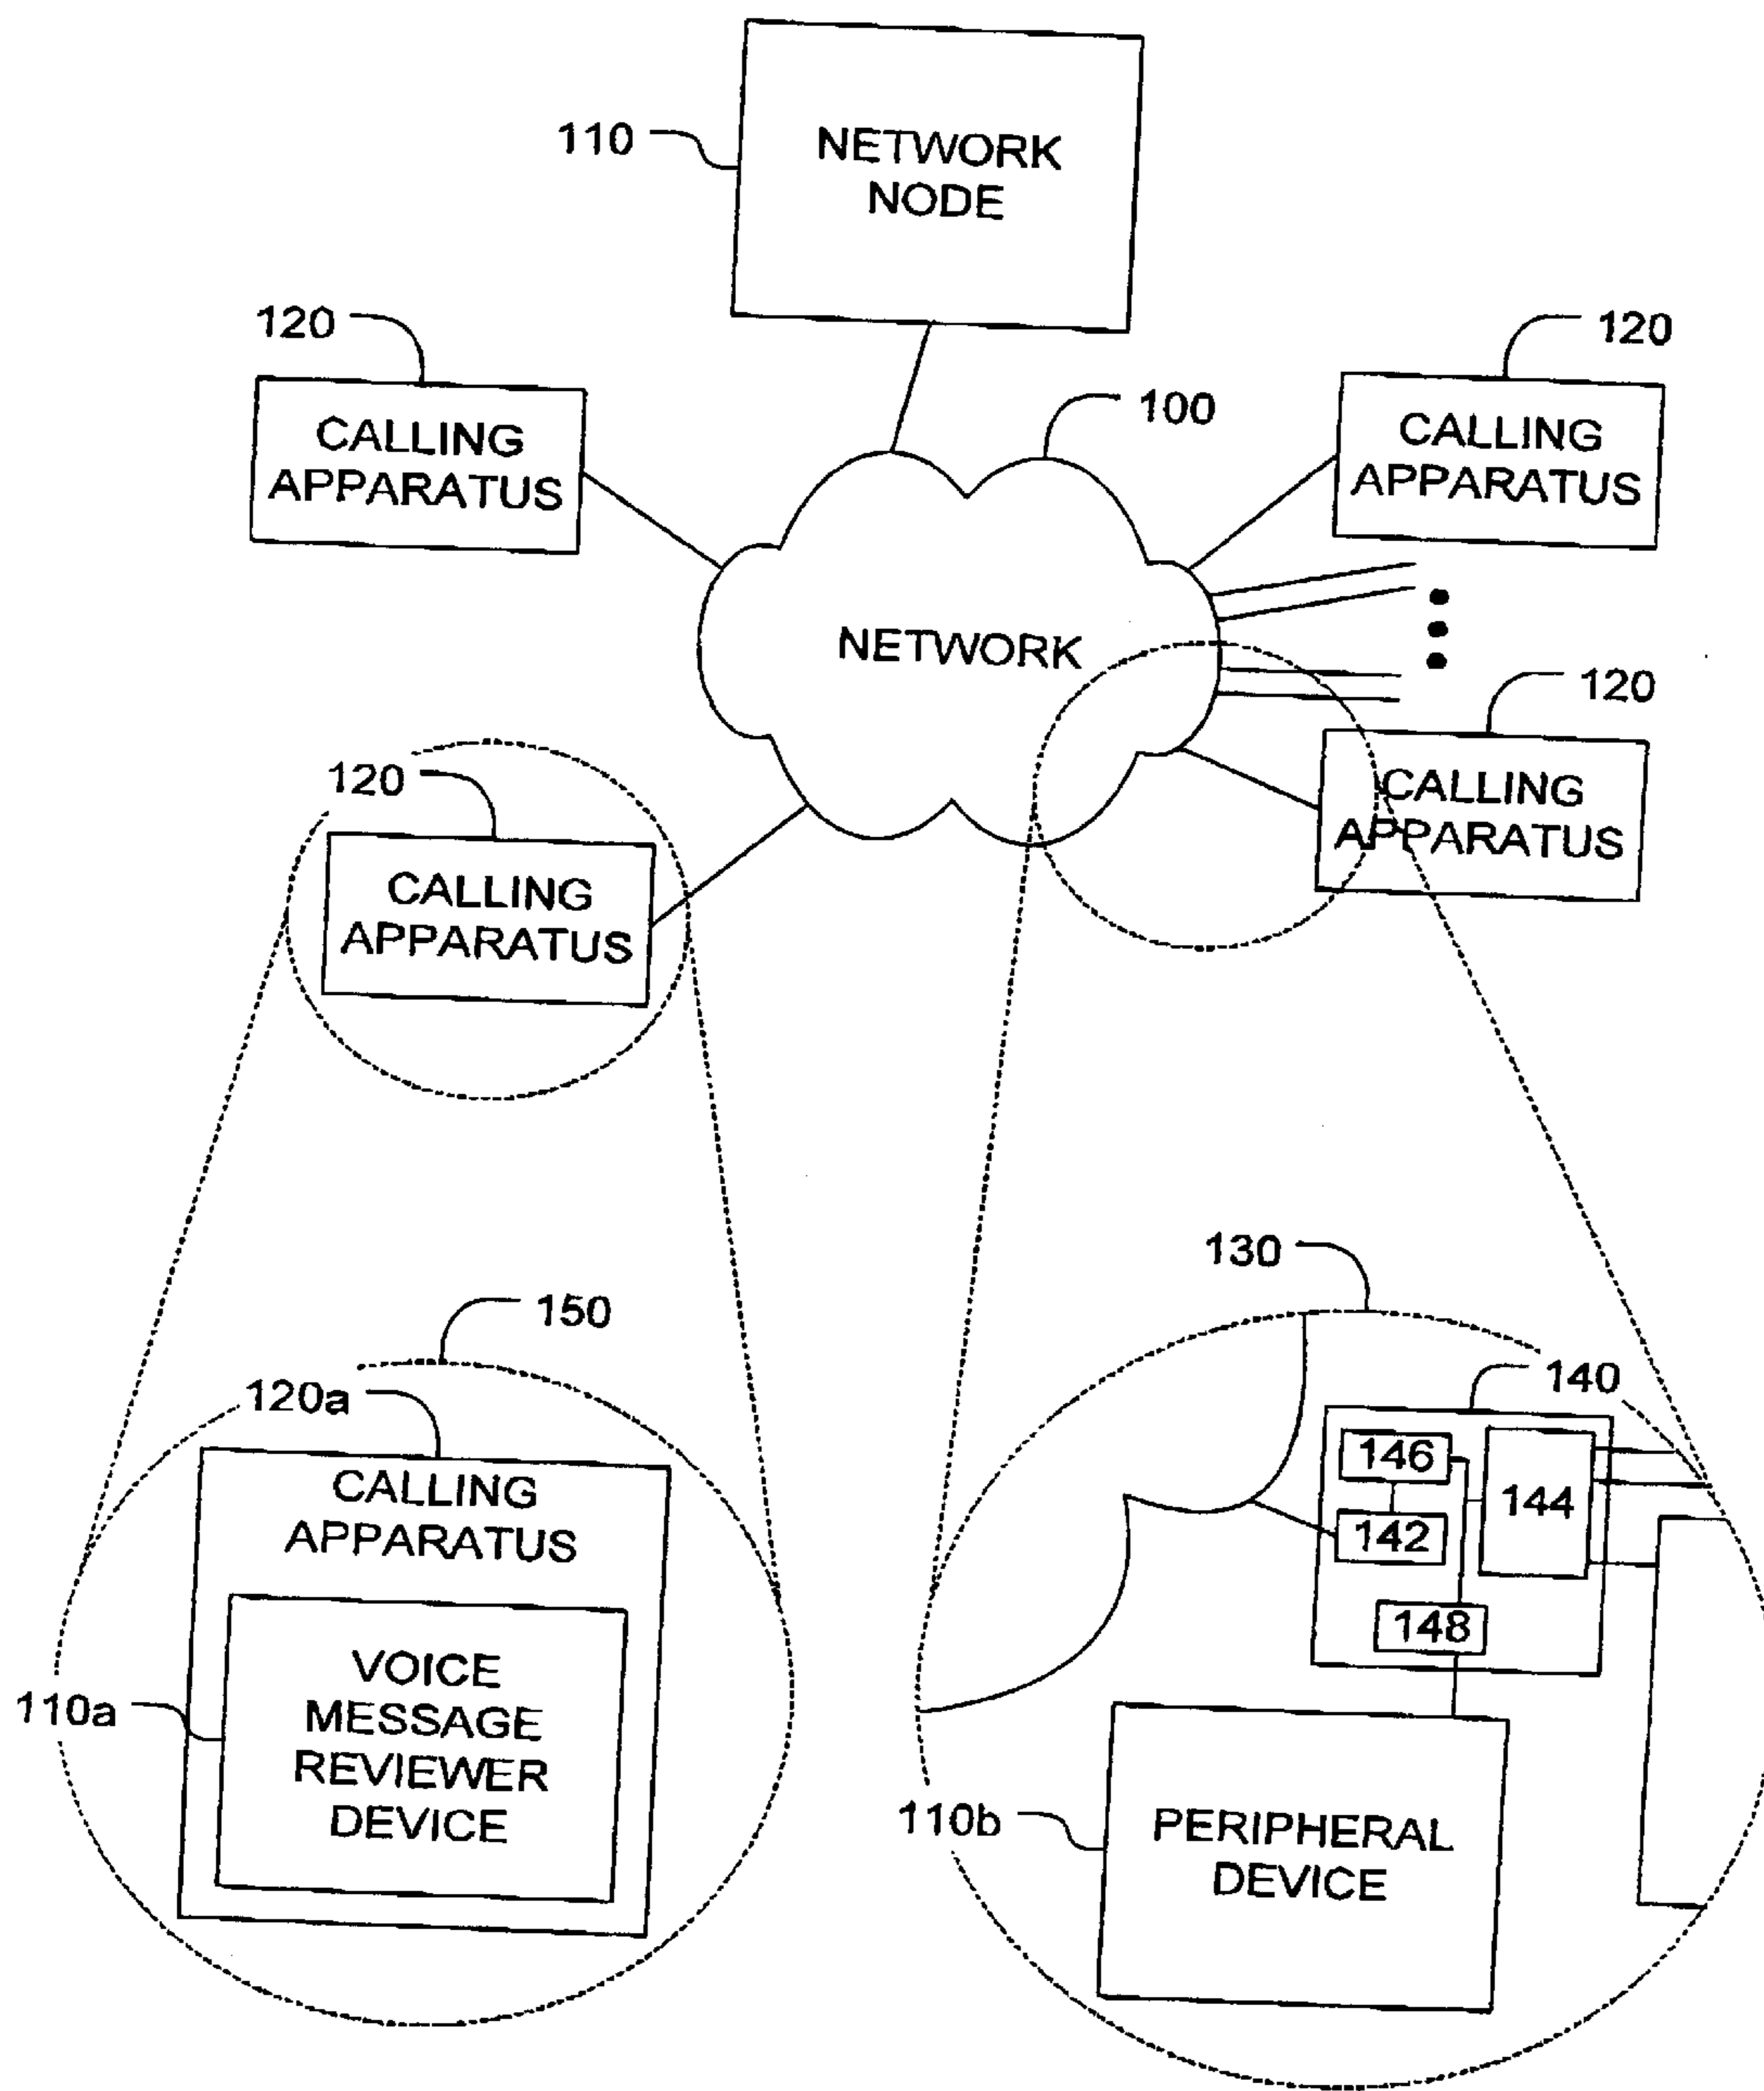 110
NETWORK
NODE
120
CALLING
APPARATUS
100
120
CALLING
APPARATUS
NETWORK
120
CALLING
APPARATUS
120
CALLING
APPARATUS
150
120a
CALLING
APPARATUS
110a
VOICE
MESSAGE
REVIEWER
DEVICE
130
140
146
144
142
148
110b
PERIPHERAL
DEVICE